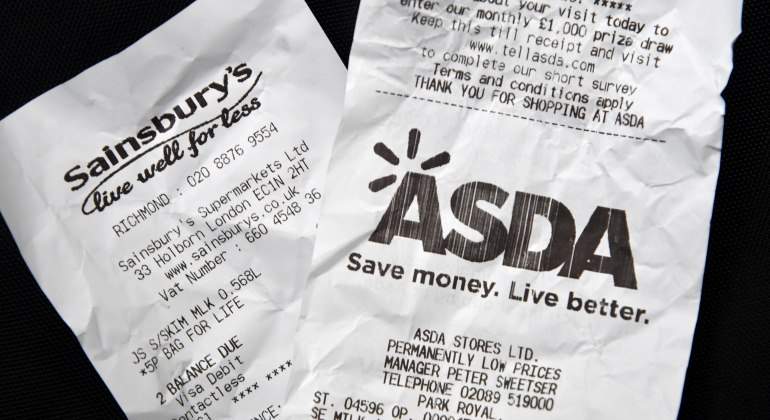 Sainsbury's
live well for less
RICHMOND : 020 8876 9554
Sainsbury's Supermarkets Ltd
33 Holborn London EC1N 2HT
www.sainsburys.co.uk
Vat Number : 660 4548 36
JS S/SKIM MLK 0.568L
*5P BAG FOR LIFE
2 BALANCE DUE
Visa Debit
Contactless
**** ****
your visit today to
enter our monthly £1,000 prize draw
Keep this till receipt and visit
www.tellasda.com
to complete our short survey
Terms and conditions apply
THANK YOU FOR SHOPPING AT ASDA
ASDA
Save money. Live better.
ASDA STORES LTD.
PERMANENTLY LOW PRICES
MANAGER PETER SWEETSER
TELEPHONE 02089 519000
PARK ROYAL
ST. 04596 OP.